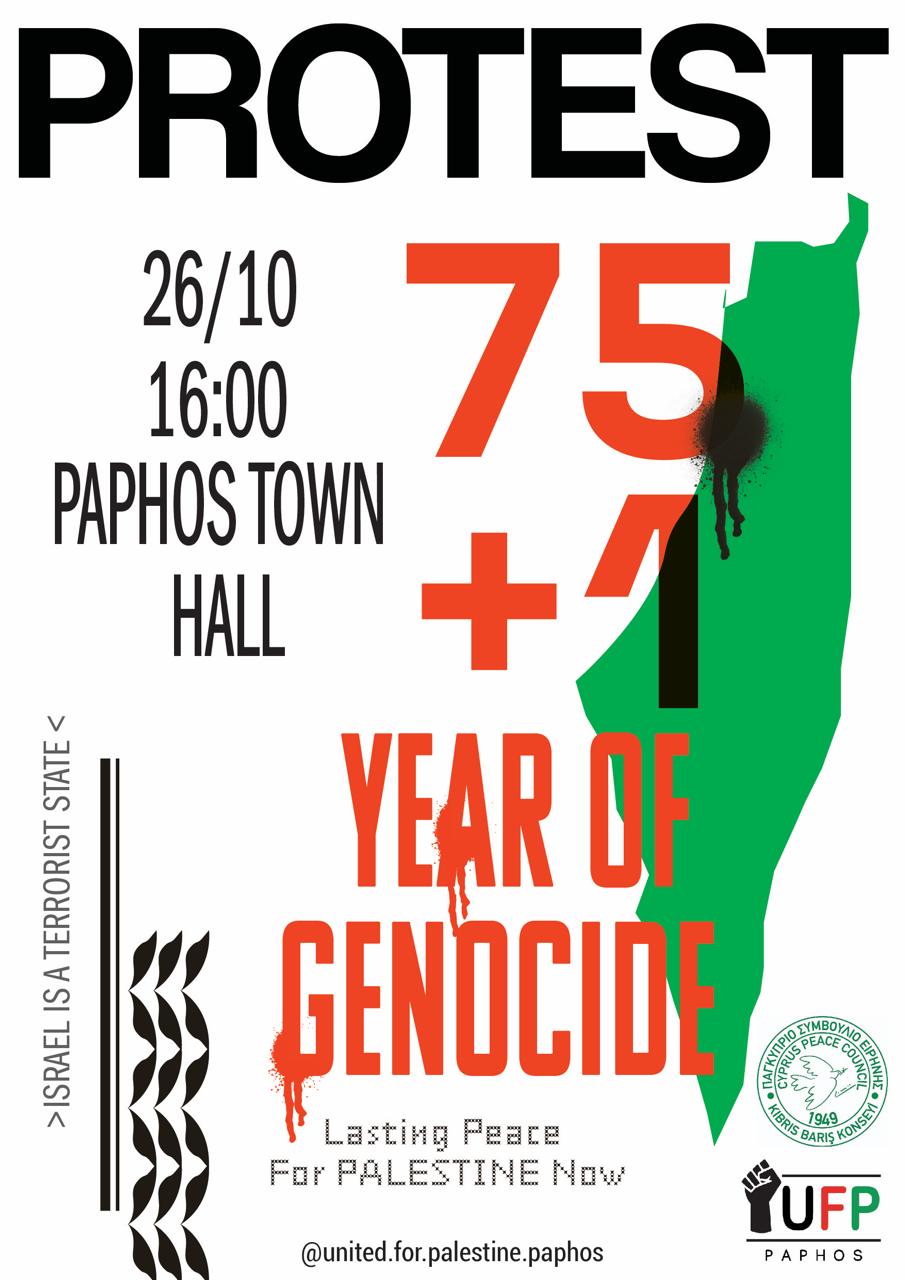 PROTEST
26/10
16:00
PAPHOS TOWN
HALL
75
+1
YEAR OF
GENOCIDE
>ISRAEL IS A TERRORIST STATE <
Lasting Peace
For PALESTINE Now
@united.for.palestine.paphos
ΠΑΓΚΥΠΡΙΟ ΣΥΜΒΟΥΛΙΟ ΕΙΡΗΝΗΣ
CYPRUS PEACE COUNCIL
1949
KIBRIS BARIŞ KONSEYI
UFP
PAPHOS